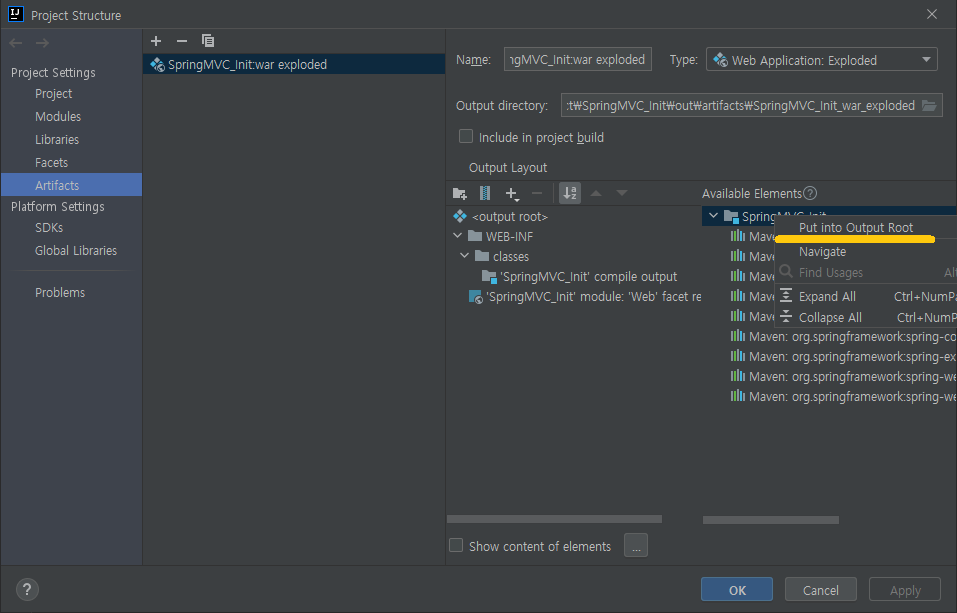 IJ
Project Structure
Project Settings
Project
Modules
Libraries
Facets
Artifacts
Platform Settings
SDKs
Global Libraries
Problems
SpringMVC_Init:war exploded
Name: ngMVC_Init:war exploded Type: Web Application: Exploded
Output directory: :t₩SpringMVC_Init₩out₩artifacts₩SpringMVC_Init_war_exploded
Include in project build
Output Layout
<output root>
WEB-INF
classes
'SpringMVC_Init' compile output
'SpringMVC_Init' module: 'Web' facet re
Available Elements?
SpringMVC_Init
Put into Output Root
Navigate
Find Usages Alt
Expand All Ctrl+NumPa
Collapse All Ctrl+NumP
Maven: org.springframework:spring-co
Maven: org.springframework:spring-ex
Maven: org.springframework:spring-we
Maven: org.springframework:spring-we
Show content of elements ...
? OK Cancel Apply